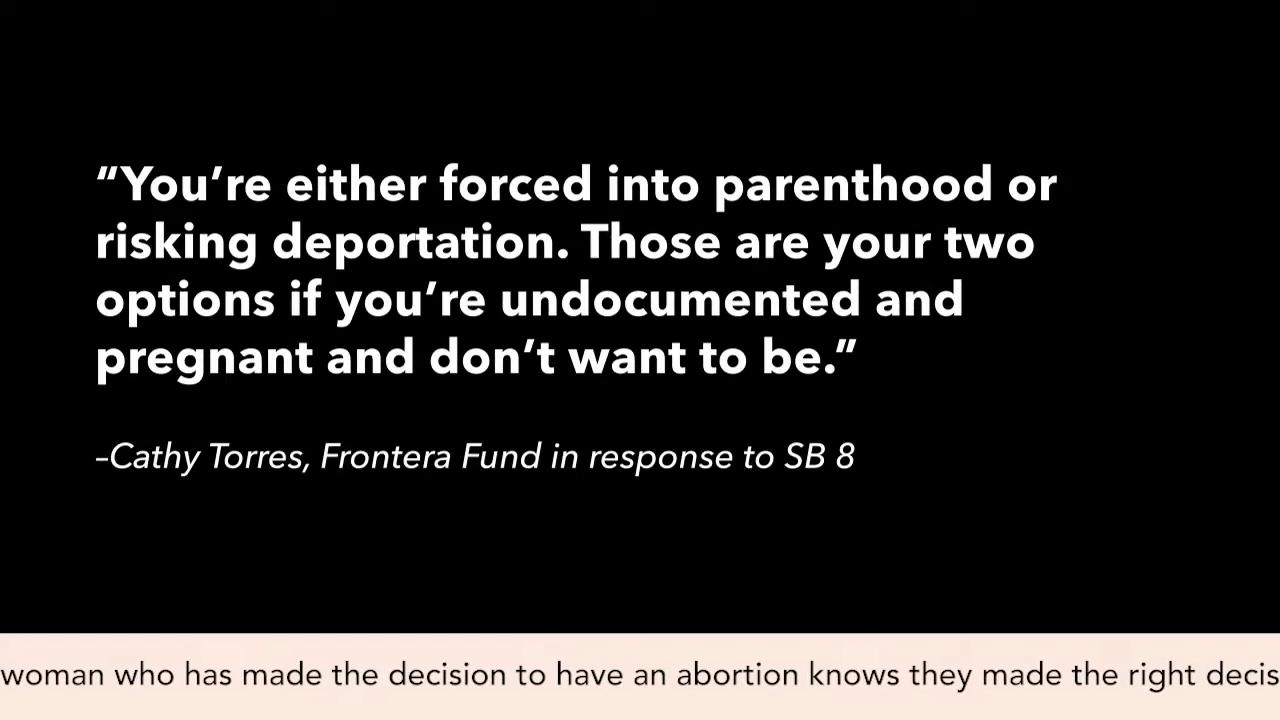 “You’re either forced into parenthood or
risking deportation. Those are your two
options if you’re undocumented and
pregnant and don’t want to be.”
–Cathy Torres, Frontera Fund in response to SB 8
woman who has made the decision to have an abortion knows they made the right decis